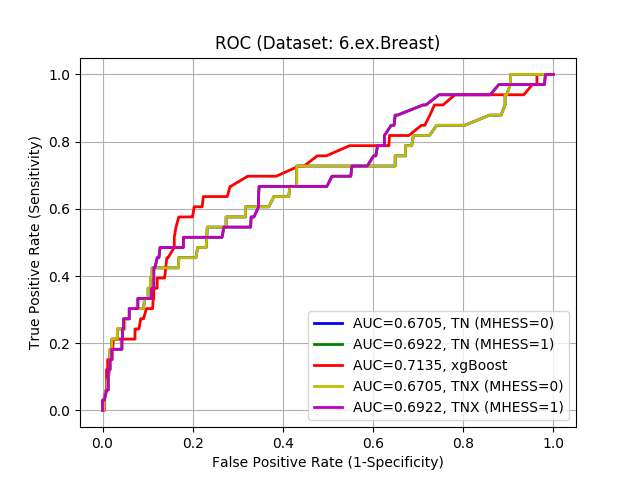 ROC (Dataset: 6.ex.Breast)
True Positive Rate (Sensitivity)
1.0
0.8
0.6
0.4
0.2
0.0
AUC=0.6705, TN (MHESS=0)
AUC=0.6922, TN (MHESS=1)
AUC=0.7135, xgBoost
AUC=0.6705, TNX (MHESS=0)
AUC=0.6922, TNX (MHESS=1)
0.0 0.2 0.4 0.6 0.8 1.0
False Positive Rate (1-Specificity)